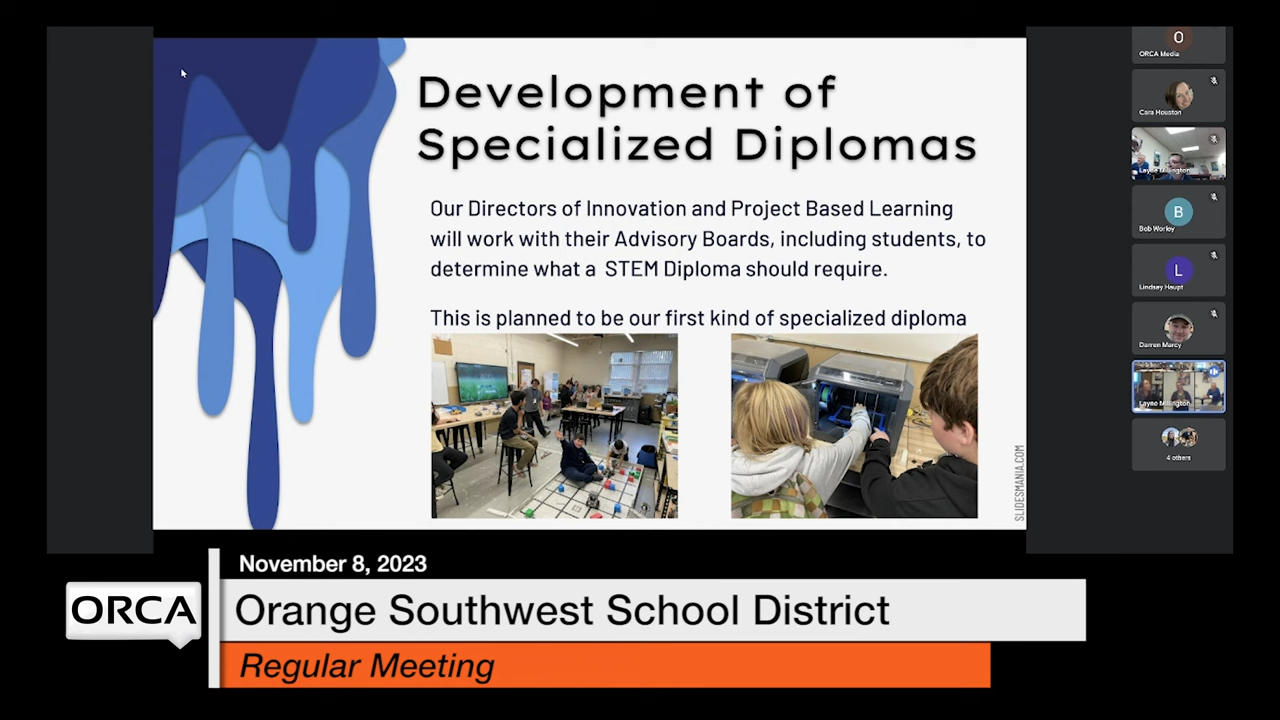 Development of
Specialized Diplomas
Our Directors of Innovation and Project Based Learning
will work with their Advisory Boards, including students, to
determine what a STEM Diploma should require.
This is planned to be our first kind of specialized diploma
SLIDESMANIA.COM
O
ORCA Media
Cara Houston
Layne Millington
B
Bob Worley
L
Lindsay Haupt
Darren Marcy
Layne Millington
4 others
November 8, 2023
ORCA
Orange Southwest School District
Regular Meeting